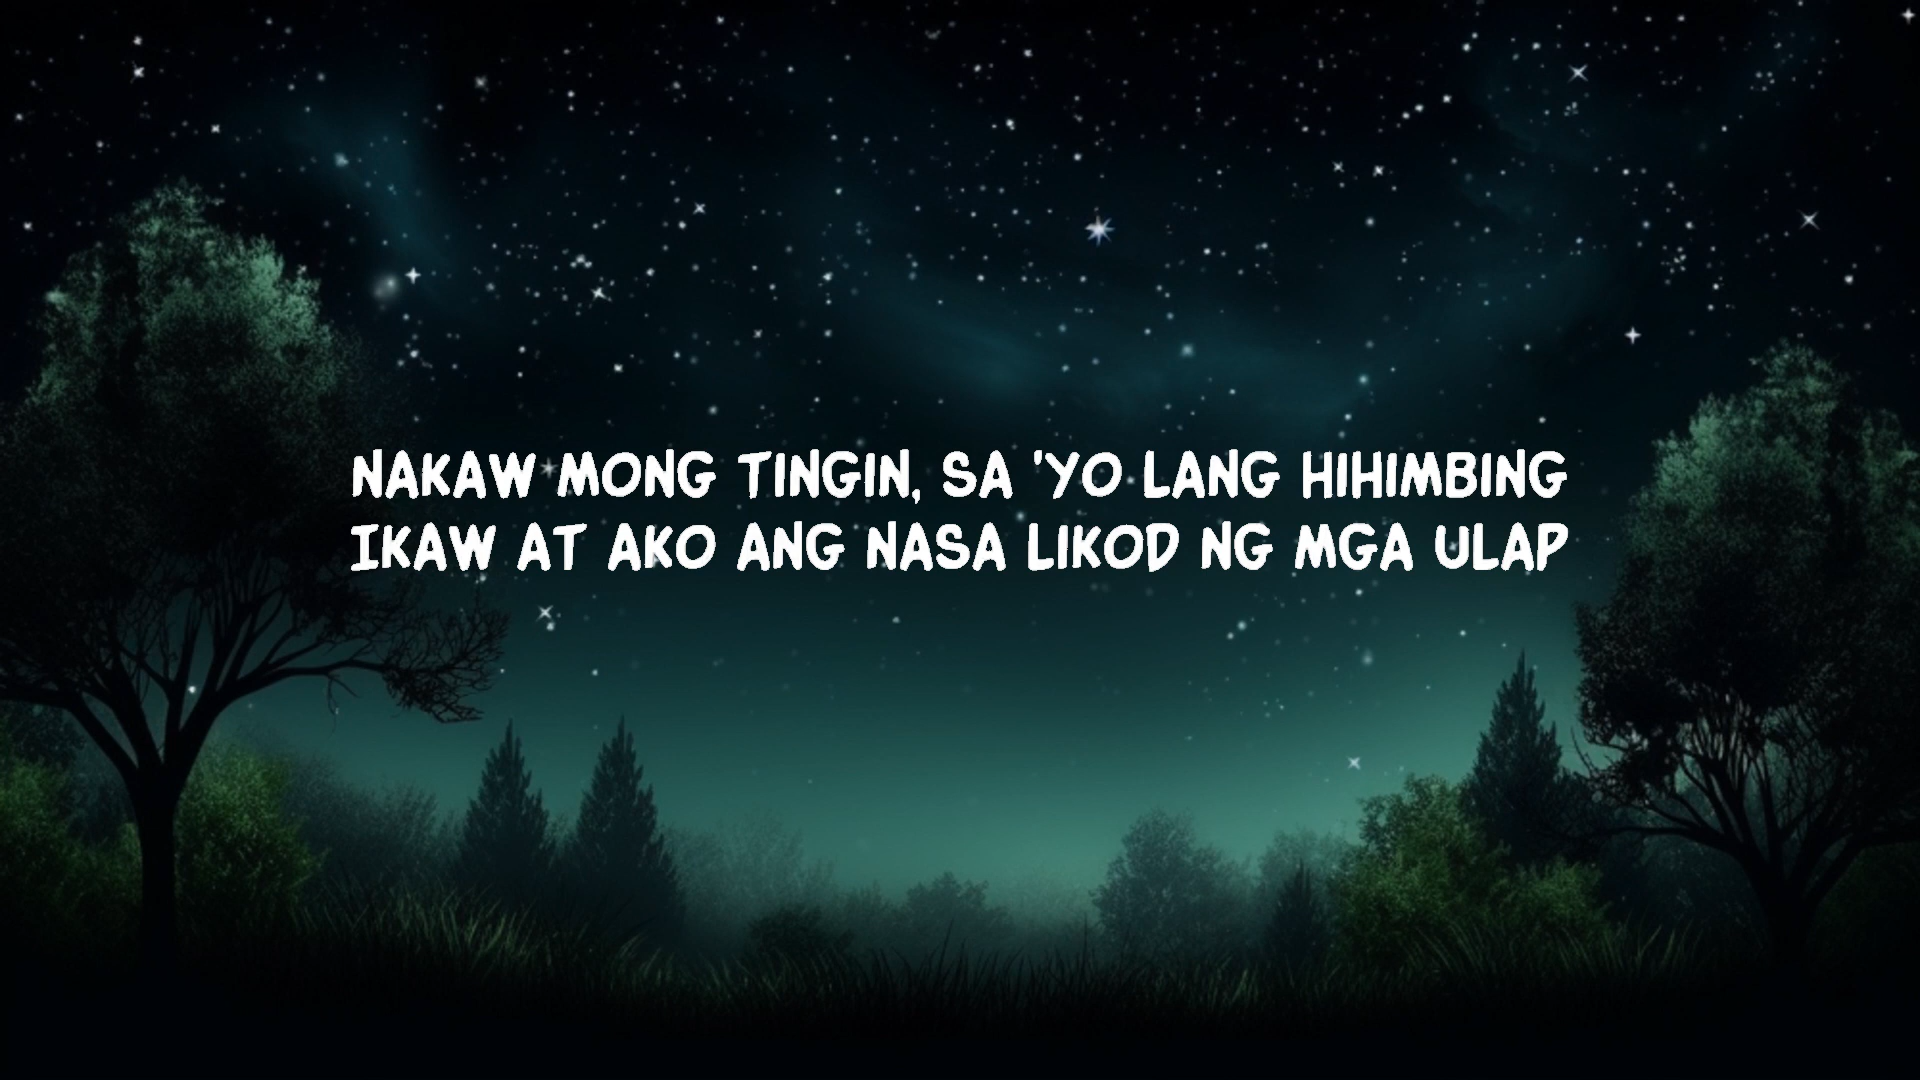 NAKAW MONG TINGIN, SA 'YO LANG HIHIMBING
IKAW AT AKO ANG NASA LIKOD NG MGA ULAP